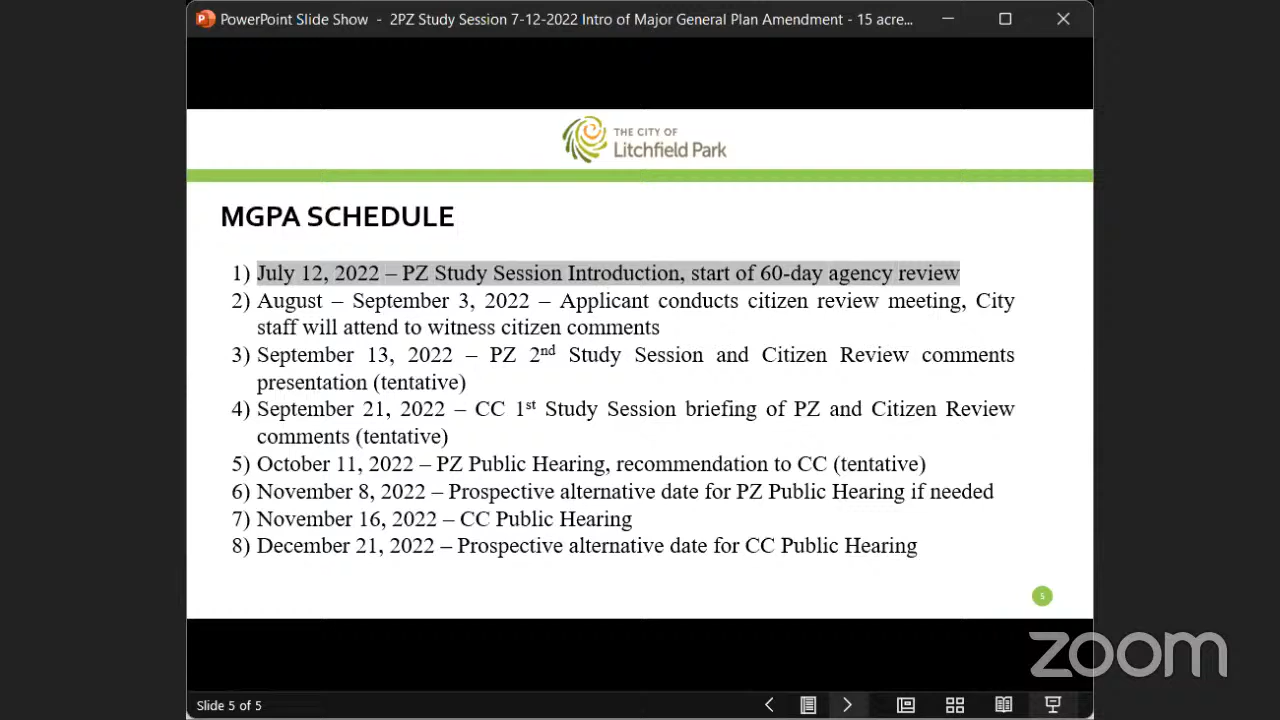 PowerPoint Slide Show - 2PZ Study Session 7-12-2022 Intro of Major General Plan Amendment - 15 acre...
THE CITY OF
Litchfield Park
MGPA SCHEDULE
1) July 12, 2022 – PZ Study Session Introduction, start of 60-day agency review
2) August – September 3, 2022 – Applicant conducts citizen review meeting, City
staff will attend to witness citizen comments
3) September 13, 2022 – PZ 2nd Study Session and Citizen Review comments
presentation (tentative)
4) September 21, 2022 – CC 1st Study Session briefing of PZ and Citizen Review
comments (tentative)
5) October 11, 2022 – PZ Public Hearing, recommendation to CC (tentative)
6) November 8, 2022 – Prospective alternative date for PZ Public Hearing if needed
7) November 16, 2022 – CC Public Hearing
8) December 21, 2022 – Prospective alternative date for CC Public Hearing
5
zoom
Slide 5 of 5